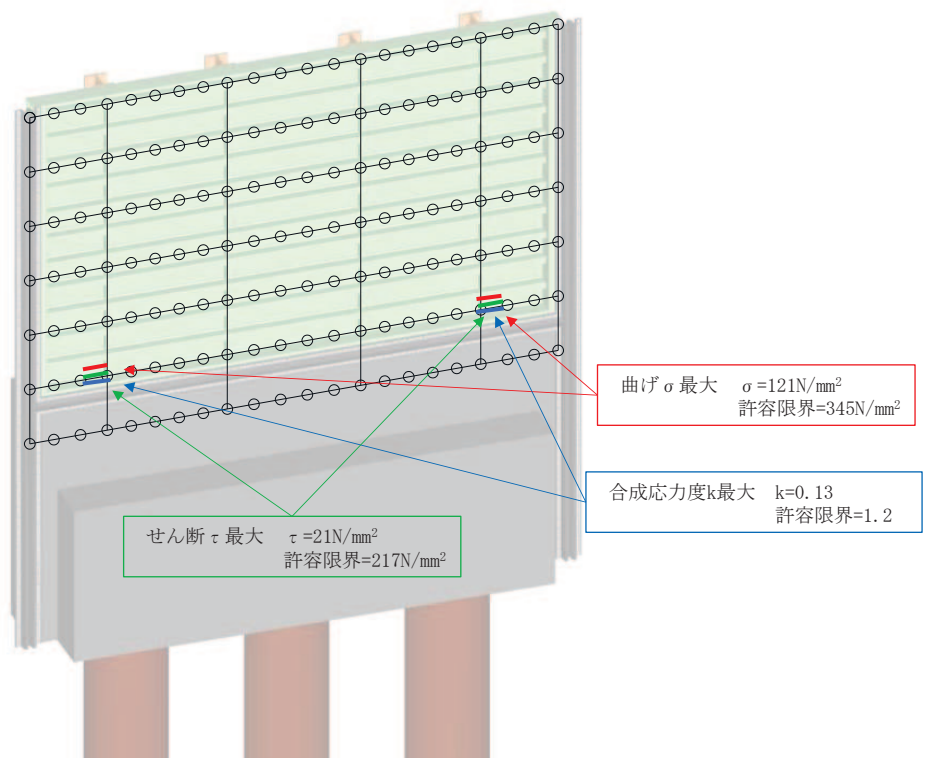 曲げσ最大　σ=121N/mm²
許容限界=345N/mm²
合成応力度k最大　k=0.13
許容限界=1.2
せん断τ最大　τ=21N/mm²
許容限界=217N/mm²